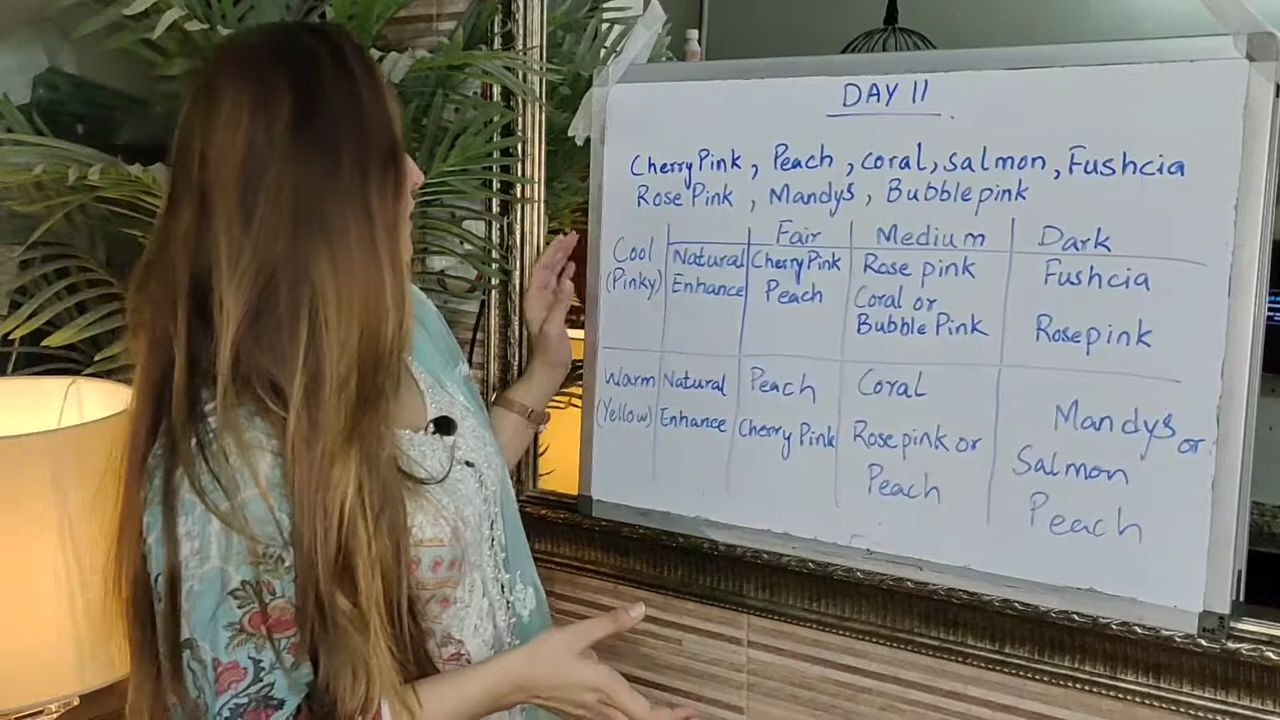 DAY 11
Cherry Pink, Peach, coral, salmon, Fushcia
Rose Pink, Mandys, Bubble pink
Fair Medium Dark
Cool Natural Cherry Pink Rose pink Fushcia
(Pinky) Enhance Peach Coral or
Bubble Pink Rosepink
Warm Natural Peach Coral
(Yellow) Enhance Cherry Pink Rosepink or Mandys or
Peach Salmon
Peach